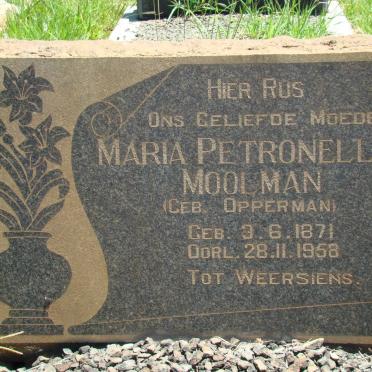 HIER RUS
ONS GELIEFDE MOEDE
MARIA PETRONELL
MOOLMAN
(GEB. OPPERMAN)
GEB. 3.6.1871
OORL. 28.11.1958
TOT WEERSIENS.